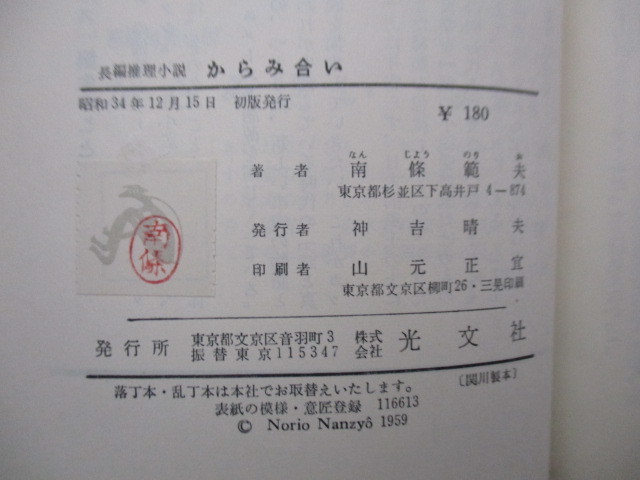 長編推理小説 からみ合い
昭和34年12月15日 初版発行
¥ 180
なん じよう のり お
著者 南條範夫
東京都杉並区下高井戸4―874
発行者 神吉晴夫
印刷者 山元正宜
東京都文京区柳町26・三晃印刷
南條
発行所 東京都文京区音羽町3 株式 光文社
振替東京115347 会社
落丁本・乱丁本は本社でお取替えいたします。
〔関川製本〕
表紙の模様・意匠登録 116613
© Norio Nanzyô 1959